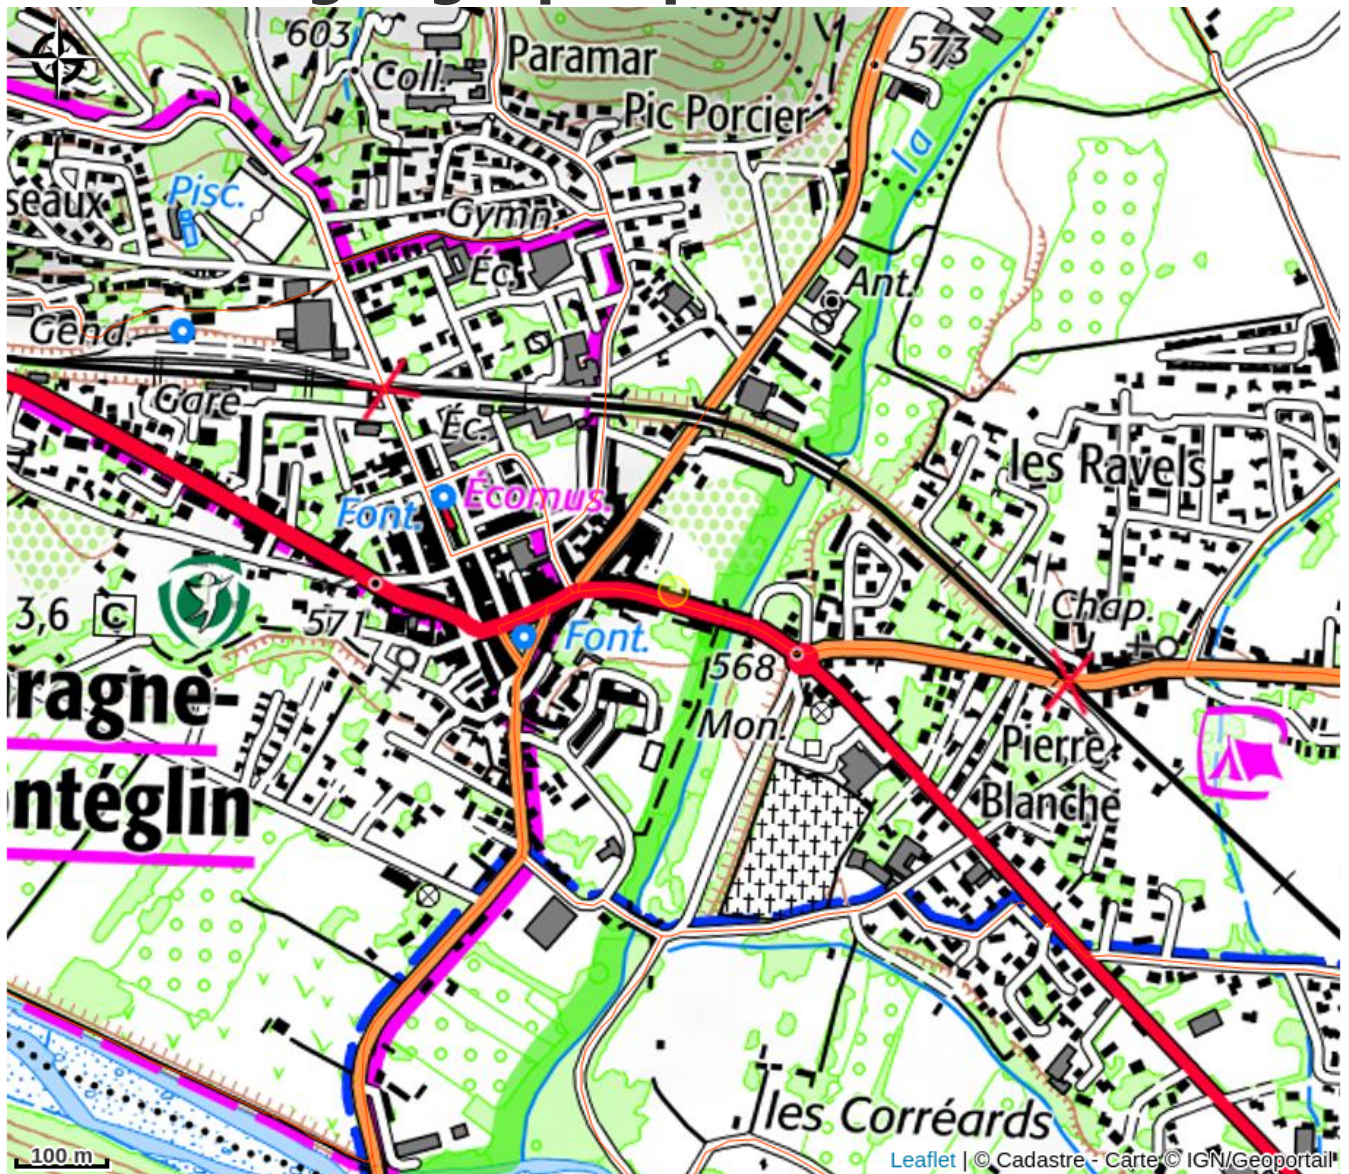 603
Coll.
Paramar
573
Pic Porcier
la
Pisc.
seaux
Gymn.
Éc.
Ant.
Gend.
Gare
Éc.
les Ravels
Écomus.
Font.
3,6
C
571
Font.
Chap.
568
ragne-
Mon.
Pierre
Blanche
ntéglin
les Corréards
100 m
Leaflet | © Cadastre - Carte © IGN/Geoportail